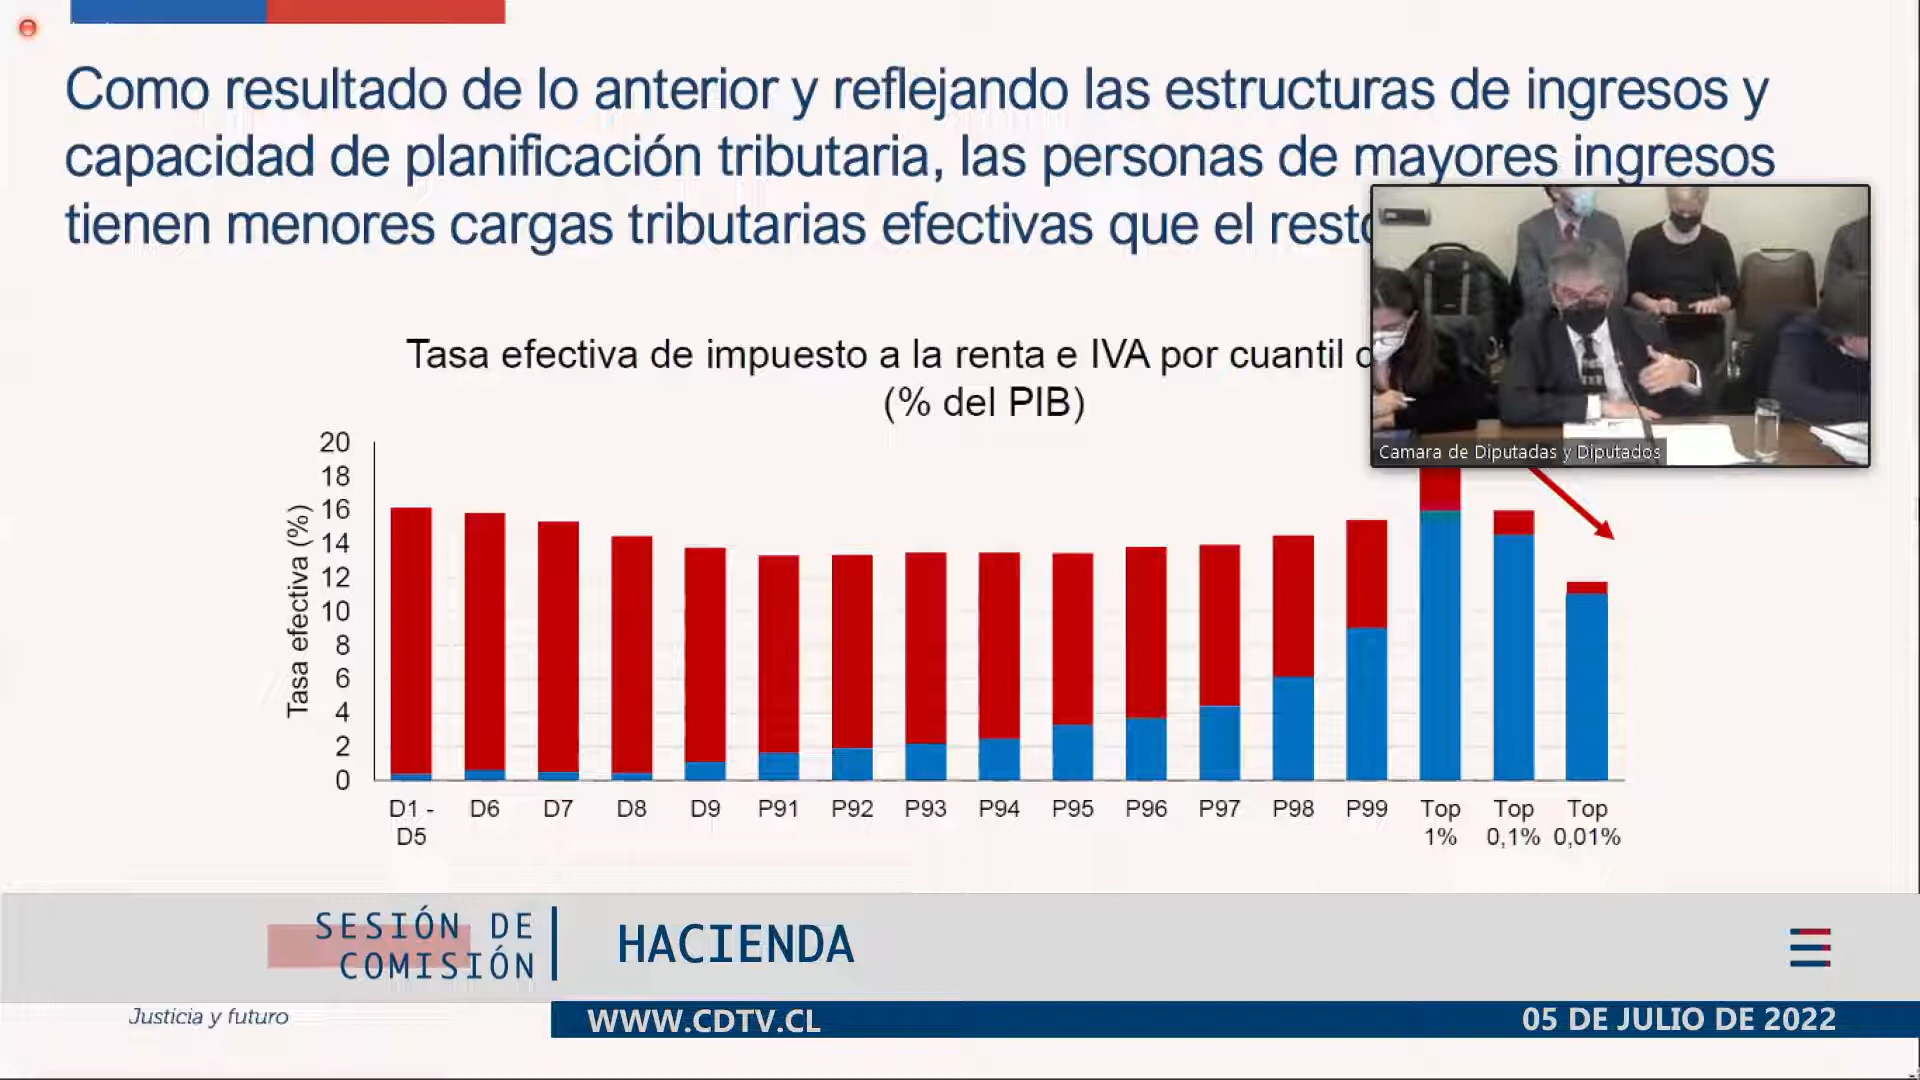 Como resultado de lo anterior y reflejando las estructuras de ingresos y
capacidad de planificación tributaria, las personas de mayores ingresos
tienen menores cargas tributarias efectivas que el resto
Tasa efectiva de impuesto a la renta e IVA por cuantil
(% del PIB)
Camara de Diputadas y Diputados
Tasa efectiva (%)
20
18
16
14
12
10
8
6
4
2
0
D1 - D6 D7 D8 D9 P91 P92 P93 P94 P95 P96 P97 P98 P99 Top Top Top
D5 1% 0,1% 0,01%
SESIÓN DE
COMISIÓN
HACIENDA
Justicia y futuro
WWW.CDTV.CL
05 DE JULIO DE 2022